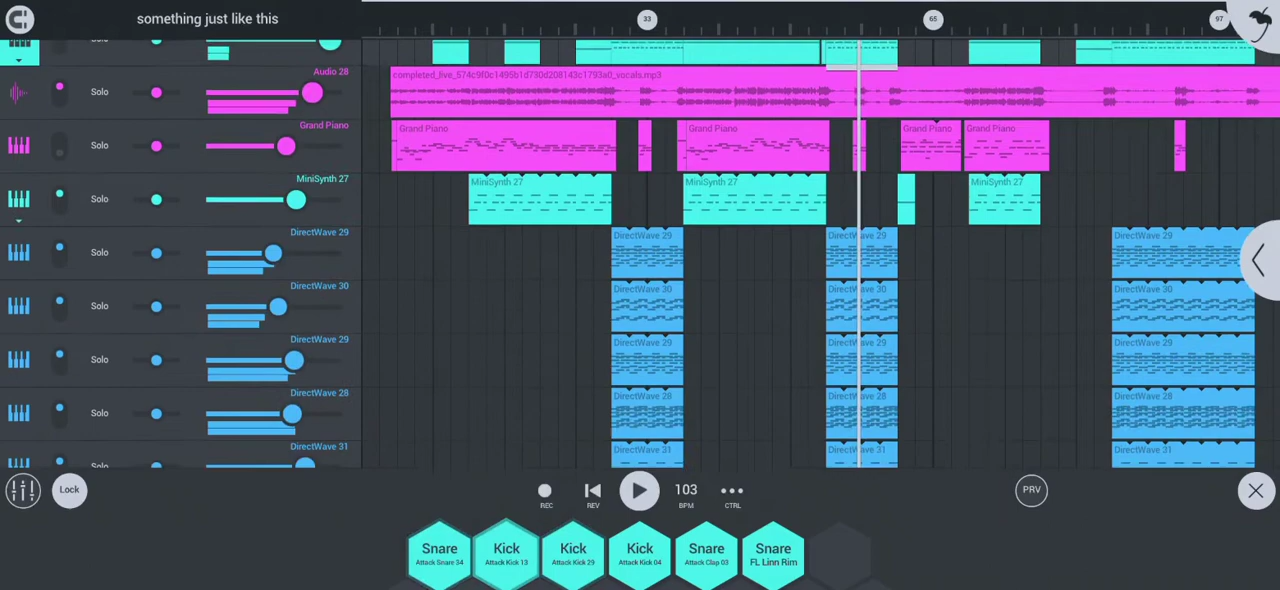 something just like this
33
65
97
Solo
Audio 28
Solo
completed_live_574c9f0c1495b1d730d208143c1793a0_vocals.mp3
Grand Piano
Solo
Grand Piano
Grand Piano
Grand Piano
Grand Piano
MiniSynth 27
Solo
MiniSynth 27
MiniSynth 27
MiniSynth 27
DirectWave 29
Solo
DirectWave 29
DirectWave 29
DirectWave 29
DirectWave 30
Solo
DirectWave 30
DirectWave 30
DirectWave 30
DirectWave 29
Solo
DirectWave 29
DirectWave 29
DirectWave 29
DirectWave 28
Solo
DirectWave 28
DirectWave 28
DirectWave 28
DirectWave 31
Solo
DirectWave 31
DirectWave 31
DirectWave 31
Lock
REC
REV
103
BPM
CTRL
PRV
Snare
Attack Snare 34
Kick
Attack Kick 13
Kick
Attack Kick 29
Kick
Attack Kick 04
Snare
Attack Clap 03
Snare
FL Linn Rim